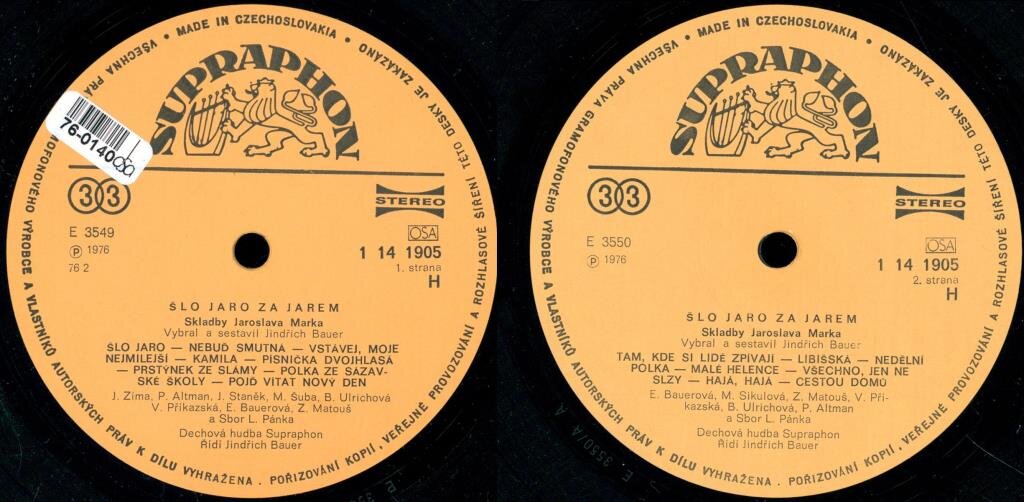 VŠECHNA PRÁVA
MADE IN CZECHOSLOVAKIA
GRAMOFONOVÉHO VÝROBCE A VLASTNÍKŮ AUTORSKÝCH PRÁV K DÍLU VYHRAŽENA. POŘIZOVÁNÍ KOPIÍ, VEŘEJNÉ PROVOZOVÁNÍ A ROZHLASOVÉ ŠÍŘENÍ TÉTO DESKY JE ZAKÁZÁNO
SUPRAPHON
76-0140
OSA
33
STEREO
E 3549
OSA
Ⓟ 1976
1 14 1905
76 2
1. strana
H
ŠLO JARO ZA JAREM
Skladby Jaroslava Marka
Vybral a sestavil Jindřich Bauer
ŠLO JARO — NEBUĎ SMUTNÁ — VSTÁVEJ, MOJE
NEJMILEJŠÍ — KAMILA — PÍSNIČKA DVOJHLASÁ
— PRSTÝNEK ZE SLÁMY — POLKA ZE SÁZAV-
SKÉ ŠKOLY — POJĎ VÍTAT NOVÝ DEN
J. Zíma, P. Altman, J. Staněk, M. Šuba, B. Ulrichová
V. Příkazská, E. Bauerová, Z. Matouš
a Sbor L. Pánka
Dechová hudba Supraphon
Řídí Jindřich Bauer
VŠECHNA PRÁVA GRAMOFONOVÉHO VÝROBCE A VLASTNÍKŮ AUTORSKÝCH PRÁV K DÍLU VYHRAŽENA. POŘIZOVÁNÍ KOPIÍ, VEŘEJNÉ PROVOZOVÁNÍ A ROZHLASOVÉ ŠÍŘENÍ TÉTO DESKY JE ZAKÁZÁNO
MADE IN CZECHOSLOVAKIA
SUPRAPHON
33
STEREO
E 3550
OSA
Ⓟ 1976
1 14 1905
2. strana
H
ŠLO JARO ZA JAREM
Skladby Jaroslava Marka
Vybral a sestavil Jindřich Bauer
TAM, KDE SI LIDÉ ZPÍVAJÍ — LIBÍŠSKÁ — NEDĚLNÍ
POLKA — MALÉ HELENCE — VŠECHNO, JEN NE
SLZY — HAJÁ, HAJÁ — CESTOU DOMŮ
E. Bauerová, M. Sikulová, Z. Matouš, V. Pří-
kazská, B. Ulrichová, P. Altman
a Sbor L. Pánka
Dechová hudba Supraphon
Řídí Jindřich Bauer
E. 3550/A